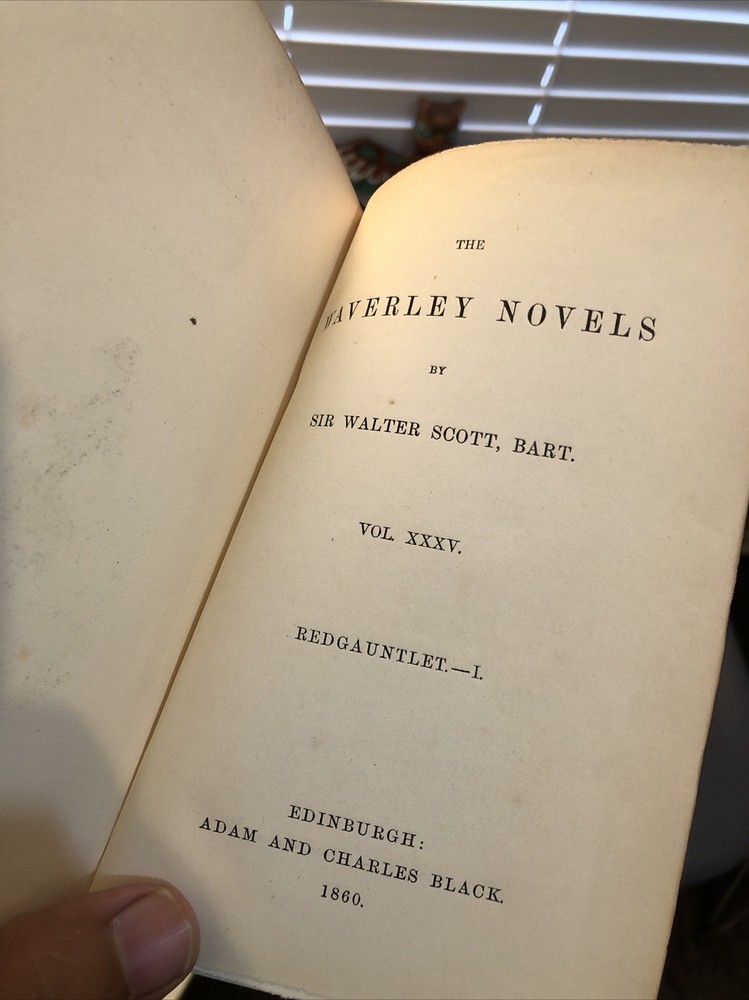 THE
WAVERLEY NOVELS
BY
SIR WALTER SCOTT, BART.
VOL. XXXV.
REDGAUNTLET.—I.
EDINBURGH:
ADAM AND CHARLES BLACK.
1860.